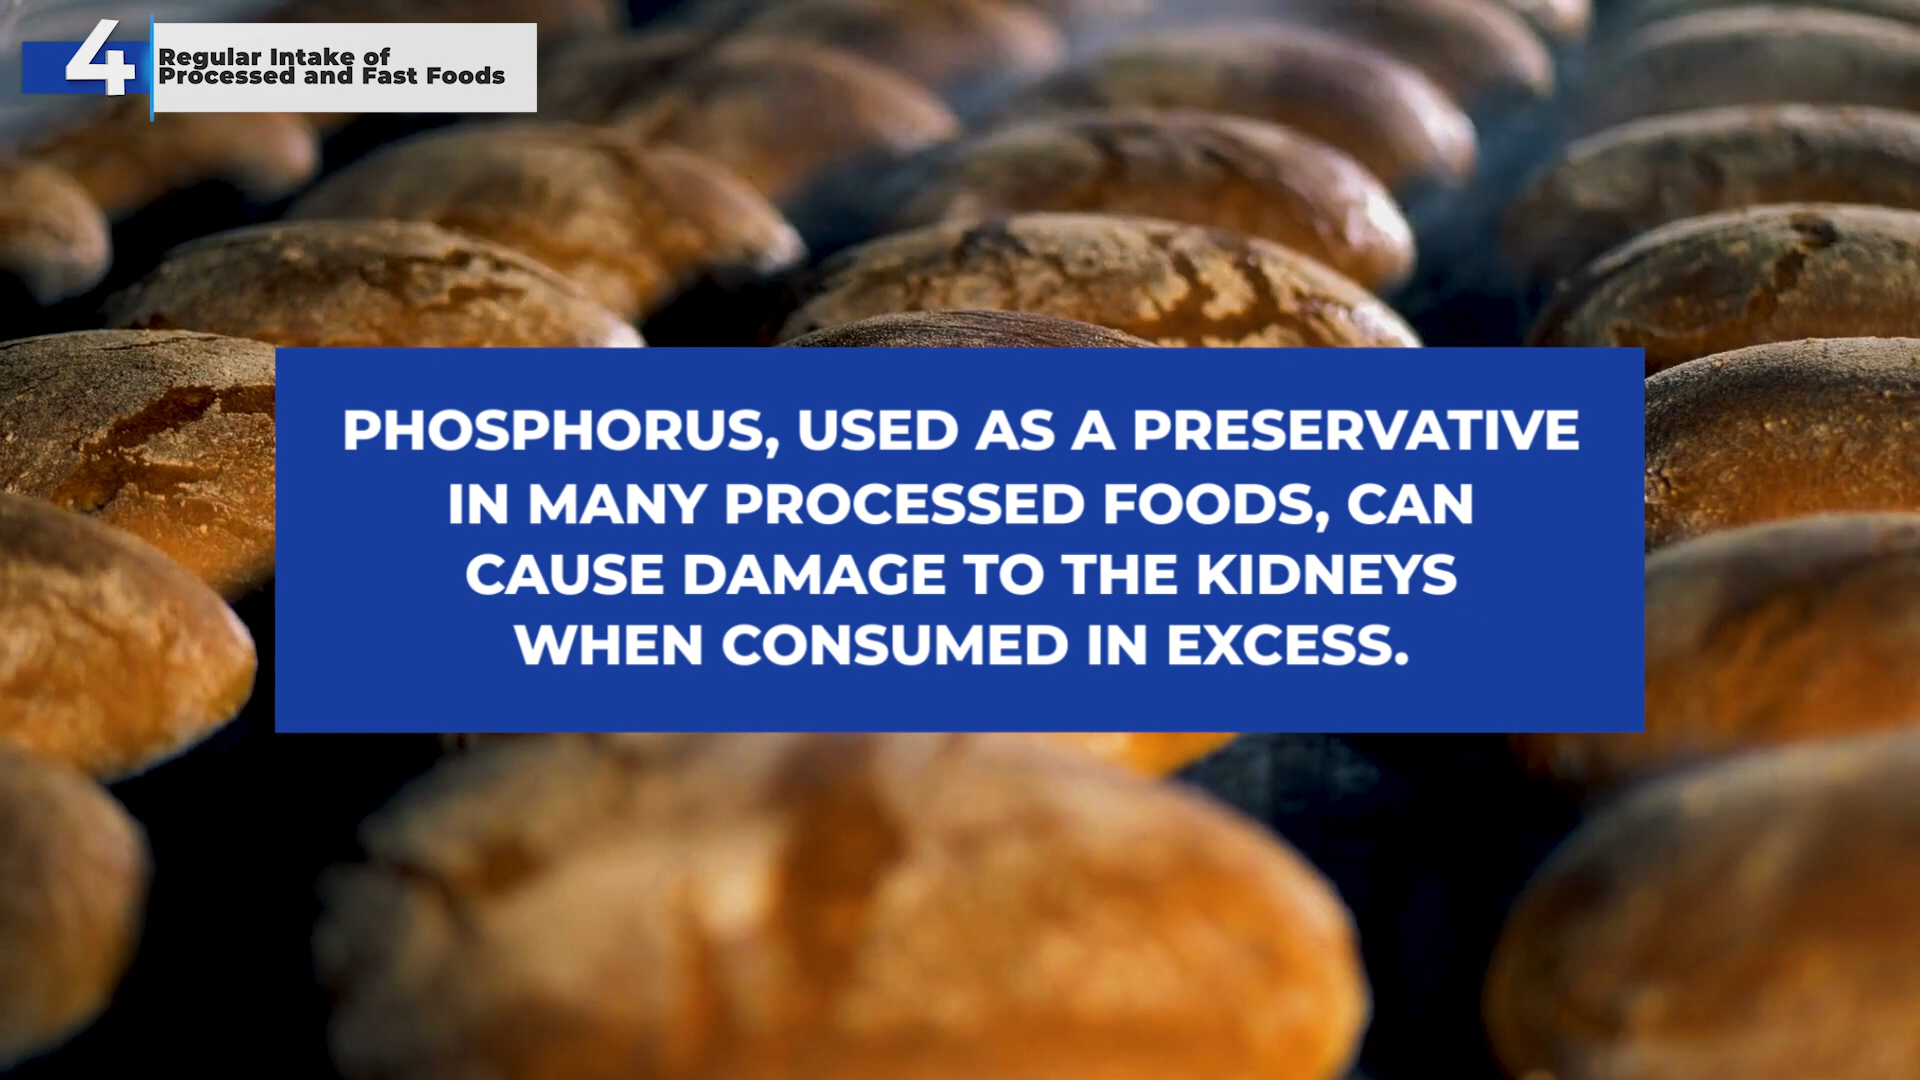 4
Regular Intake of
Processed and Fast Foods
PHOSPHORUS, USED AS A PRESERVATIVE
IN MANY PROCESSED FOODS, CAN
CAUSE DAMAGE TO THE KIDNEYS
WHEN CONSUMED IN EXCESS.